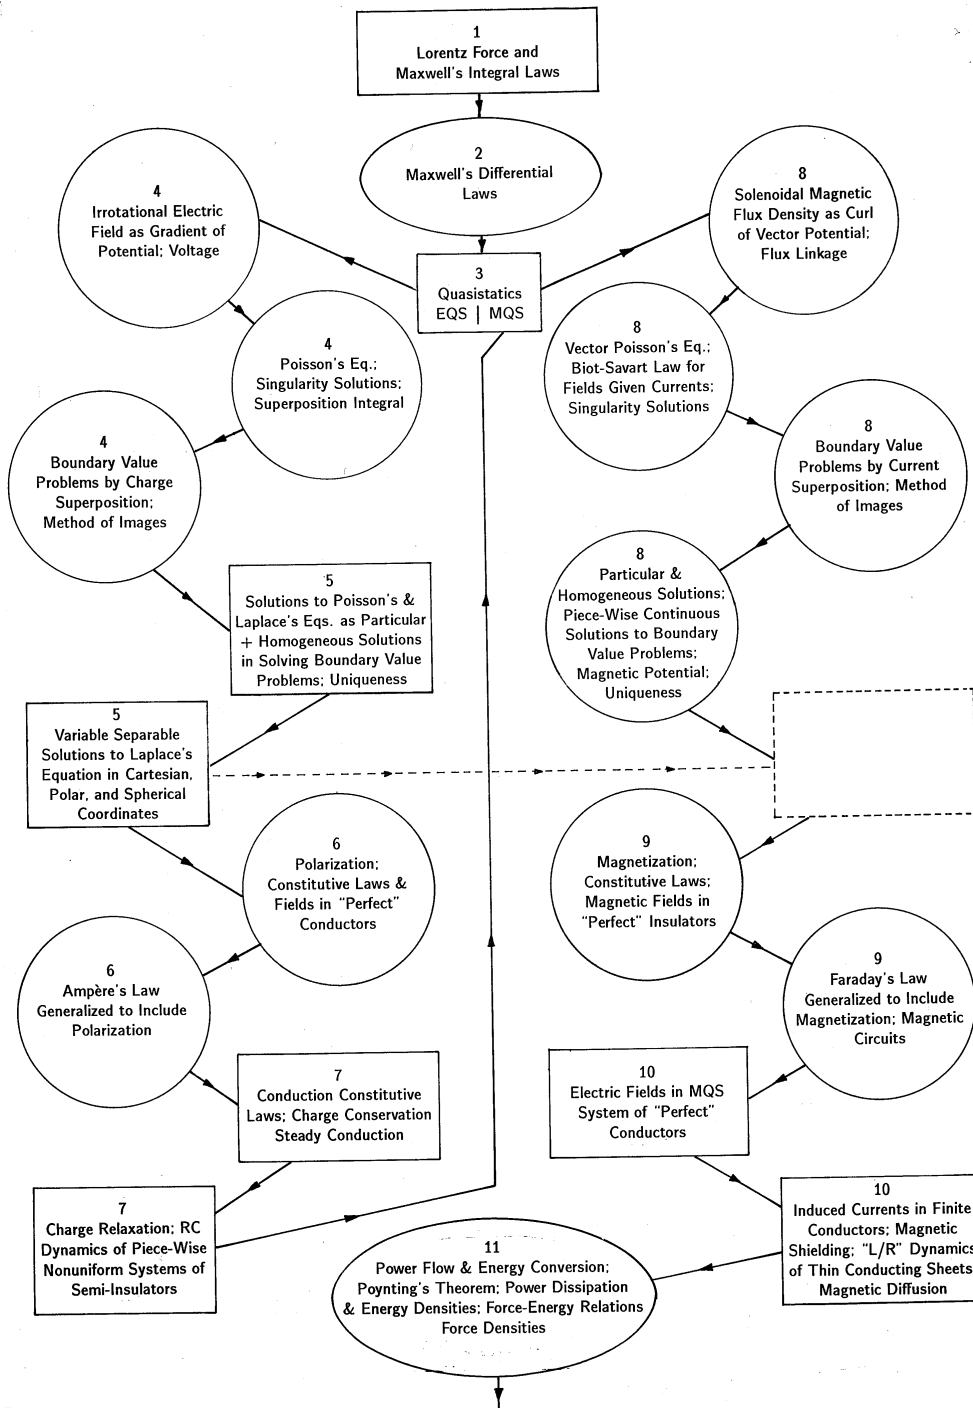 1
Lorentz Force and
Maxwell's Integral Laws
2
Maxwell's Differential
Laws
3
Quasistatics
EQS | MQS
4
Irrotational Electric
Field as Gradient of
Potential; Voltage
4
Poisson's Eq.;
Singularity Solutions;
Superposition Integral
4
Boundary Value
Problems by Charge
Superposition;
Method of Images
5
Solutions to Poisson's &
Laplace's Eqs. as Particular
+ Homogeneous Solutions
in Solving Boundary Value
Problems; Uniqueness
5
Variable Separable
Solutions to Laplace's
Equation in Cartesian,
Polar, and Spherical
Coordinates
6
Polarization;
Constitutive Laws &
Fields in "Perfect"
Conductors
6
Ampère's Law
Generalized to Include
Polarization
7
Conduction Constitutive
Laws; Charge Conservation
Steady Conduction
7
Charge Relaxation; RC
Dynamics of Piece-Wise
Nonuniform Systems of
Semi-Insulators
8
Solenoidal Magnetic
Flux Density as Curl
of Vector Potential;
Flux Linkage
8
Vector Poisson's Eq.;
Biot-Savart Law for
Fields Given Currents;
Singularity Solutions
8
Boundary Value
Problems by Current
Superposition; Method
of Images
8
Particular &
Homogeneous Solutions;
Piece-Wise Continuous
Solutions to Boundary
Value Problems;
Magnetic Potential;
Uniqueness
9
Magnetization;
Constitutive Laws;
Magnetic Fields in
"Perfect" Insulators
9
Faraday's Law
Generalized to Include
Magnetization; Magnetic
Circuits
10
Electric Fields in MQS
System of "Perfect"
Conductors
10
Induced Currents in Finite
Conductors; Magnetic
Shielding; "L/R" Dynamics
of Thin Conducting Sheets
Magnetic Diffusion
11
Power Flow & Energy Conversion;
Poynting's Theorem; Power Dissipation
& Energy Densities; Force-Energy Relations
Force Densities